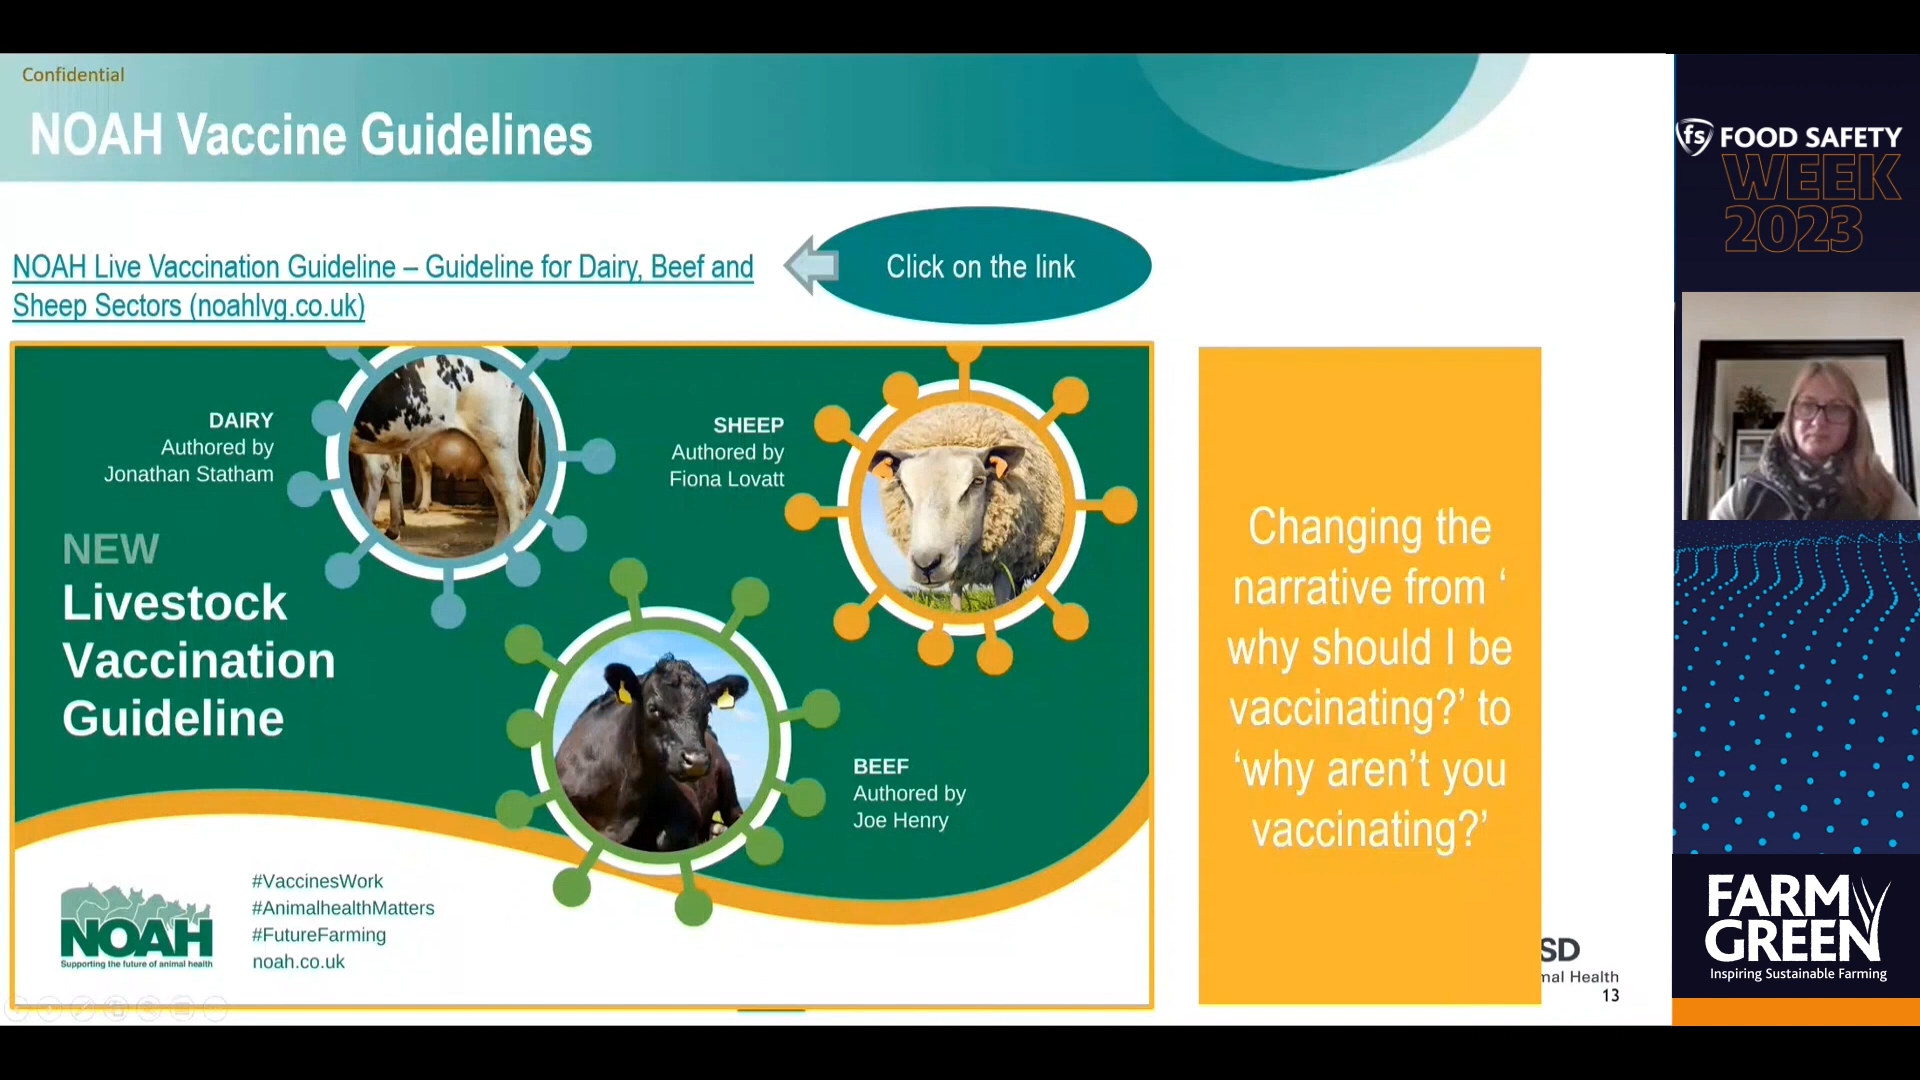 Confidential
NOAH Vaccine Guidelines
NOAH Live Vaccination Guideline – Guideline for Dairy, Beef and
Sheep Sectors (noahlvg.co.uk)
Click on the link
DAIRY
Authored by
Jonathan Statham
SHEEP
Authored by
Fiona Lovatt
NEW
Livestock
Vaccination
Guideline
BEEF
Authored by
Joe Henry
NOAH
Supporting the future of animal health
#VaccinesWork
#AnimalhealthMatters
#FutureFarming
noah.co.uk
Changing the
narrative from ‘
why should I be
vaccinating?’ to
‘why aren’t you
vaccinating?’
SD
mal Health
13
fs FOOD SAFETY
WEEK
2023
FARM
GREEN
Inspiring Sustainable Farming